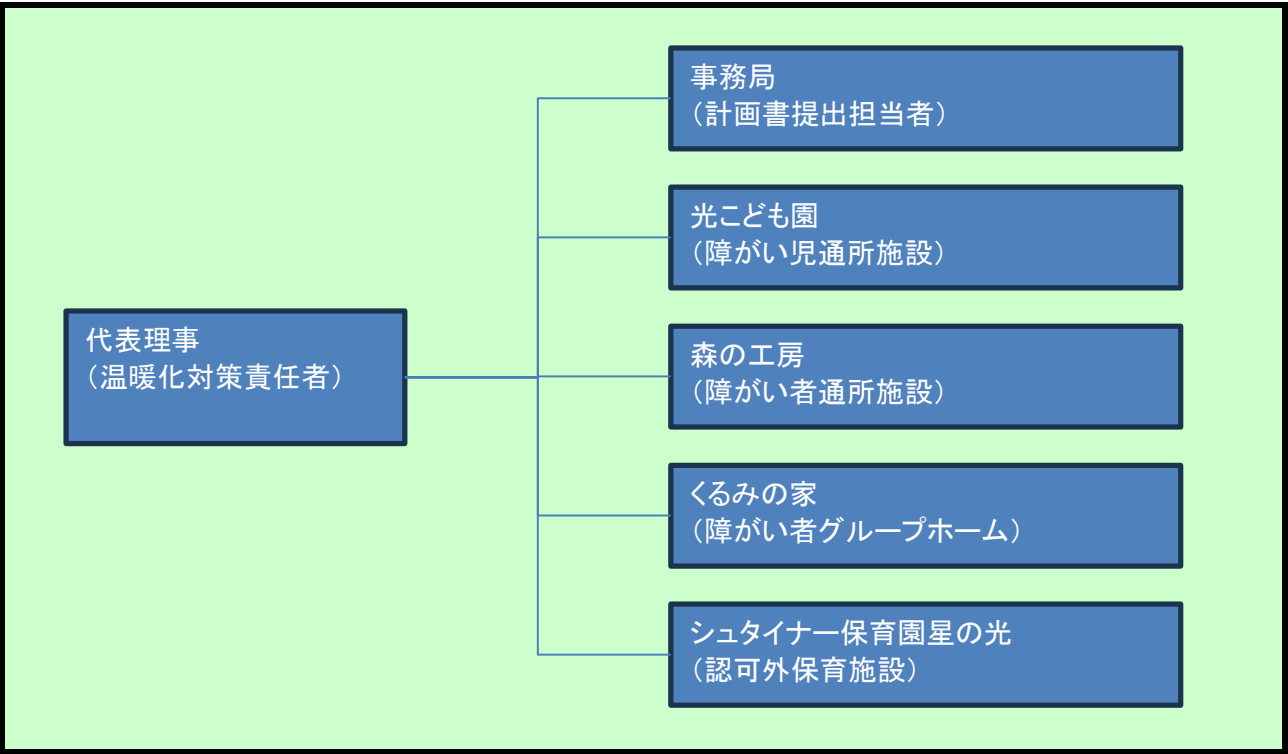 代表理事
（温暖化対策責任者）
事務局
（計画書提出担当者）
光こども園
（障がい児通所施設）
森の工房
（障がい者通所施設）
くるみの家
（障がい者グループホーム）
シュタイナー保育園星の光
（認可外保育施設）